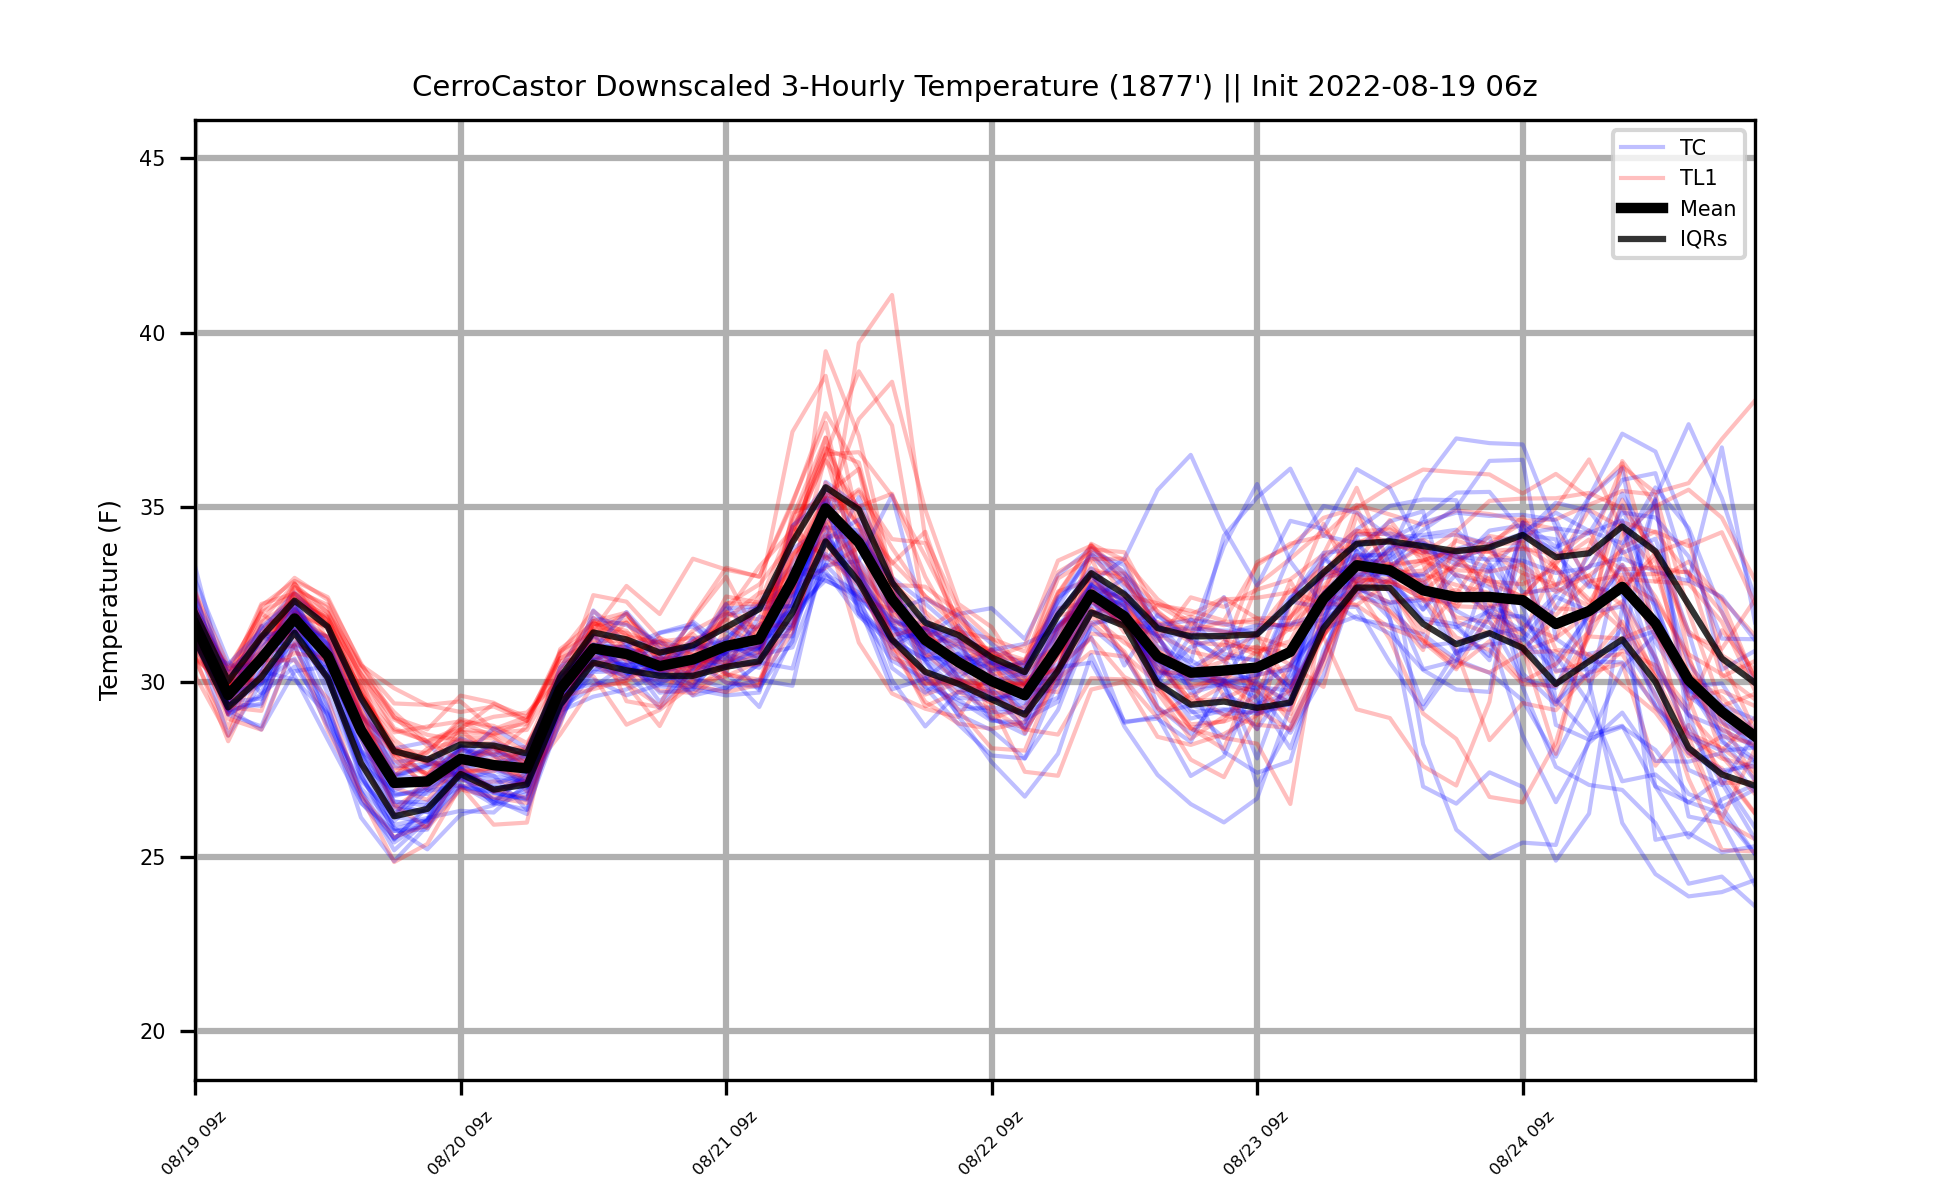 CerroCastor Downscaled 3-Hourly Temperature (1877') || Init 2022-08-19 06z
TC
TL1
Mean
IQRs
Temperature (F)
45
40
35
30
25
20
08/19 09z
08/20 09z
08/21 09z
08/22 09z
08/23 09z
08/24 09z